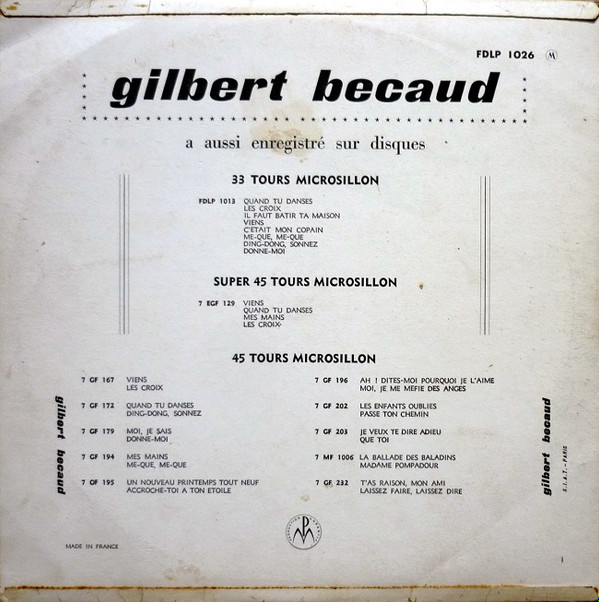 FDLP 1026 M
gilbert becaud
a aussi enregistré sur disques
33 TOURS MICROSILLON
FDLP 1013 QUAND TU DANSES
LES CROIX
IL FAUT BATIR TA MAISON
VIENS
C'ETAIT MON COPAIN
ME-QUE, ME-QUE
DING-DONG, SONNEZ
DONNE-MOI
SUPER 45 TOURS MICROSILLON
7 EGF 129 VIENS
QUAND TU DANSES
MES MAINS
LES CROIX
45 TOURS MICROSILLON
7 GF 167 VIENS
LES CROIX
7 GF 172 QUAND TU DANSES
DING-DONG, SONNEZ
7 GF 179 MOI, JE SAIS
DONNE-MOI
7 GF 194 MES MAINS
ME-QUE, ME-QUE
7 GF 195 UN NOUVEAU PRINTEMPS TOUT NEUF
ACCROCHE-TOI A TON ETOILE
7 GF 196 AH ! DITES-MOI POURQUOI JE L'AIME
MOI, JE ME MÉFIE DES ANGES
7 GF 202 LES ENFANTS OUBLIES
PASSE TON CHEMIN
7 GF 203 JE VEUX TE DIRE ADIEU
QUE TOI
7 MF 1006 LA BALLADE DES BALADINS
MADAME POMPADOUR
7 GF 232 T'AS RAISON, MON AMI
LAISSEZ FAIRE, LAISSEZ DIRE
gilbert becaud
gilbert becaud
S.I.A.T. - PARIS
MADE IN FRANCE